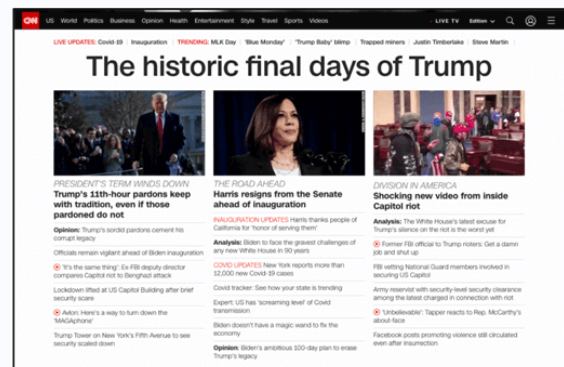 CNN US World Politics Business Opinion Health Entertainment Style Travel Sports Videos LIVE TV Edition
LIVE UPDATES: Covid-19 | Inauguration | TRENDING: MLK Day | 'Blue Monday' | 'Trump Baby' blimp | Trapped miners | Justin Timberlake | Steve Martin |
The historic final days of Trump
PRESIDENT'S TERM WINDS DOWN
Trump's 11th-hour pardons keep
with tradition, even if those
pardoned do not
Opinion: Trump's sordid pardons cement his
corrupt legacy
Officials remain vigilant ahead of Biden inauguration
'It's the same thing': Ex FBI deputy director
compares Capitol riot to Benghazi attack
Lockdown lifted at US Capitol Building after brief
security scare
Avlon: Here's a way to turn down the
'MAGAphone'
Trump Tower on New York's Fifth Avenue to see
security scaled down
THE ROAD AHEAD
Harris resigns from the Senate
ahead of inauguration
INAUGURATION UPDATES Harris thanks people of
California for 'honor of serving them'
Analysis: Biden to face the gravest challenges of
any new White House in 90 years
COVID UPDATES New York reports more than
12,000 new Covid-19 cases
Covid tracker: See how your state is trending
Expert: US has 'screaming level' of Covid
transmission
Biden doesn't have a magic wand to fix the
economy
Opinion: Biden's ambitious 100-day plan to erase
Trump's legacy
DIVISION IN AMERICA
Shocking new video from inside
Capitol riot
Analysis: The White House's latest excuse for
Trump's silence on the riot is the worst yet
Former FBI official to Trump rioters: Get a damn
job and shut up
FBI vetting National Guard members involved in
securing US Capitol
Army reservist with security-level security clearance
among the latest charged in connection with riot
'Unbelievable': Tapper reacts to Rep. McCarthy's
about-face
Facebook posts promoting violence still circulated
even after insurrection